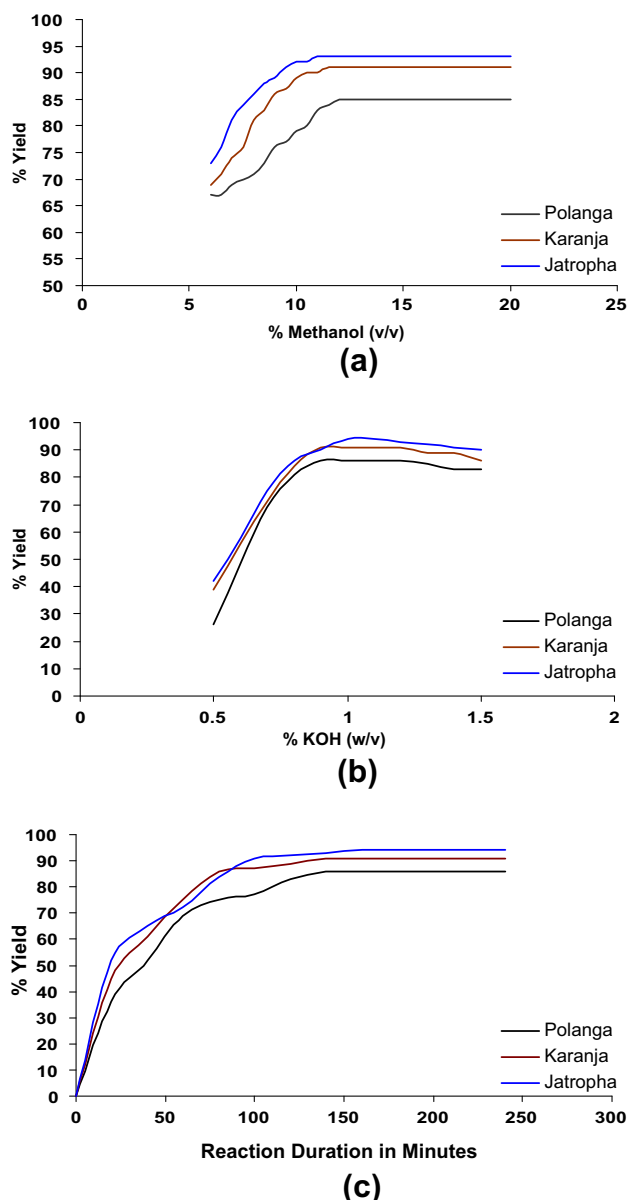 100
95
90
85
80
75
70
65
60
55
50
% Yield
Polanga
Karanja
Jatropha
0 5 10 15 20 25
% Methanol (v/v)
(a)
100
90
80
70
60
50
40
30
20
10
0
% Yield
Polanga
Karanja
Jatropha
0 0.5 1 1.5 2
% KOH (w/v)
(b)
100
90
80
70
60
50
40
30
20
10
0
% Yield
Polanga
Karanja
Jatropha
0 50 100 150 200 250 300
Reaction Duration in Minutes
(c)